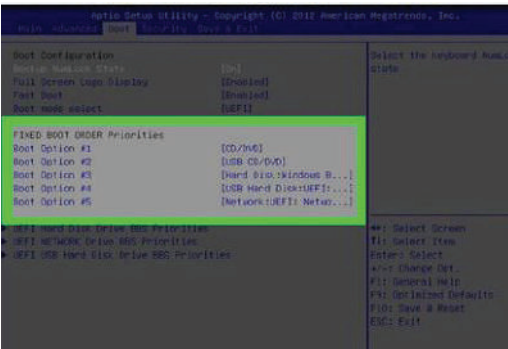 Aptio Setup Utility - Copyright (C) 2012 American Megatrends, Inc.
Main Advanced Boot Security Save & Exit
Boot Configuration
Bootup NumLock State [On]
Full Screen Logo Display [Enabled]
Fast Boot [Enabled]
Boot mode select [UEFI]
FIXED BOOT ORDER Priorities
Boot Option #1 [CD/DVD]
Boot Option #2 [USB CD/DVD]
Boot Option #3 [Hard Disk:Windows B...]
Boot Option #4 [USB Hard Disk:UEFI:...]
Boot Option #5 [Network:UEFI: Netwo...]
UEFI Hard Disk Drive BBS Priorities
UEFI NETWORK Drive BBS Priorities
UEFI USB Hard Disk Drive BBS Priorities
Select the keyboard NumLock
state
↔: Select Screen
↑↓: Select Item
Enter: Select
+/-: Change Opt.
F1: General Help
F9: Optimized Defaults
F10: Save & Reset
ESC: Exit